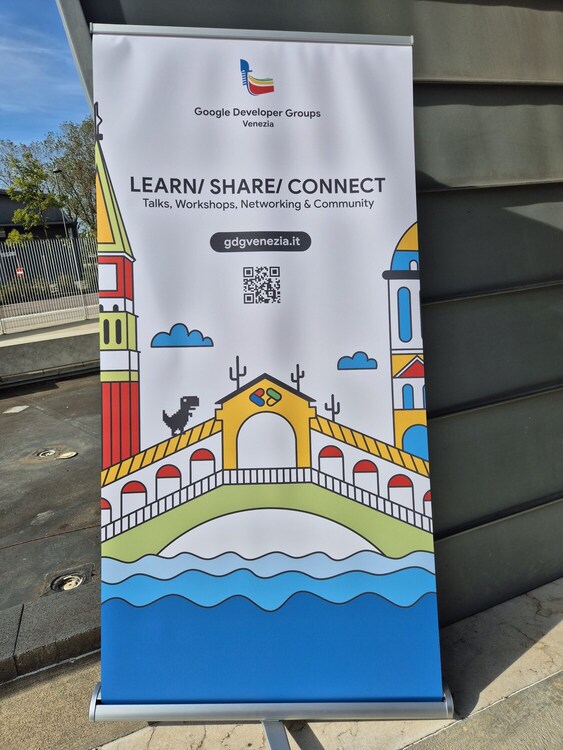 Google Developer Groups
Venezia
LEARN/ SHARE/ CONNECT
Talks, Workshops, Networking & Community
gdgvenezia.it